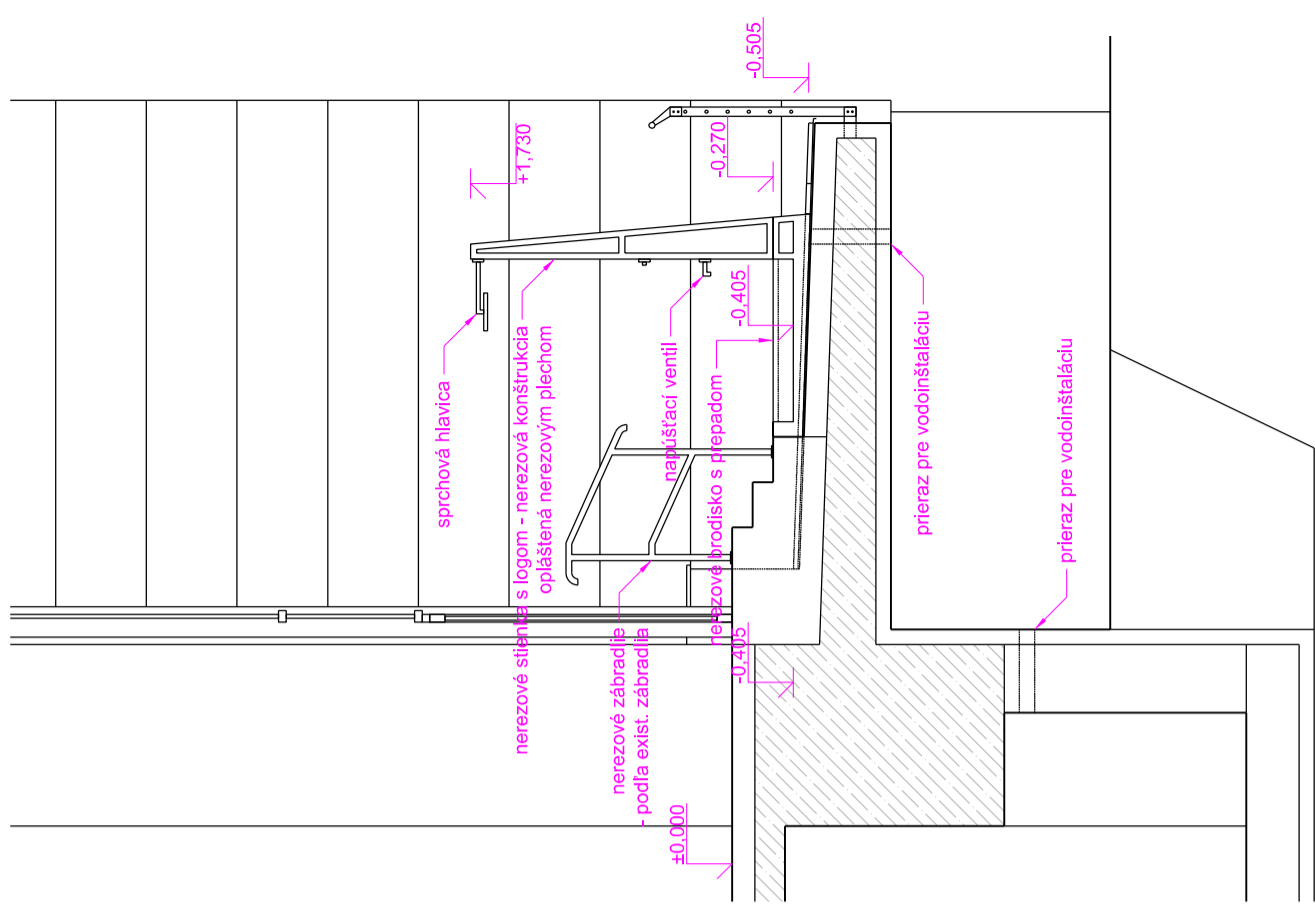 ±0,000
nerezové zábradlie
- podľa exist. zábradlia
-0,405
nerezové stienka s logom - nerezová konštrukcia
opláštená nerezovým plechom
nerezové brodisko s prepadom
sprchová hlavica
napúšťací ventil
-0,405
+1,730
-0,270
-0,505
prieraz pre vodoinštaláciu
prieraz pre vodoinštaláciu